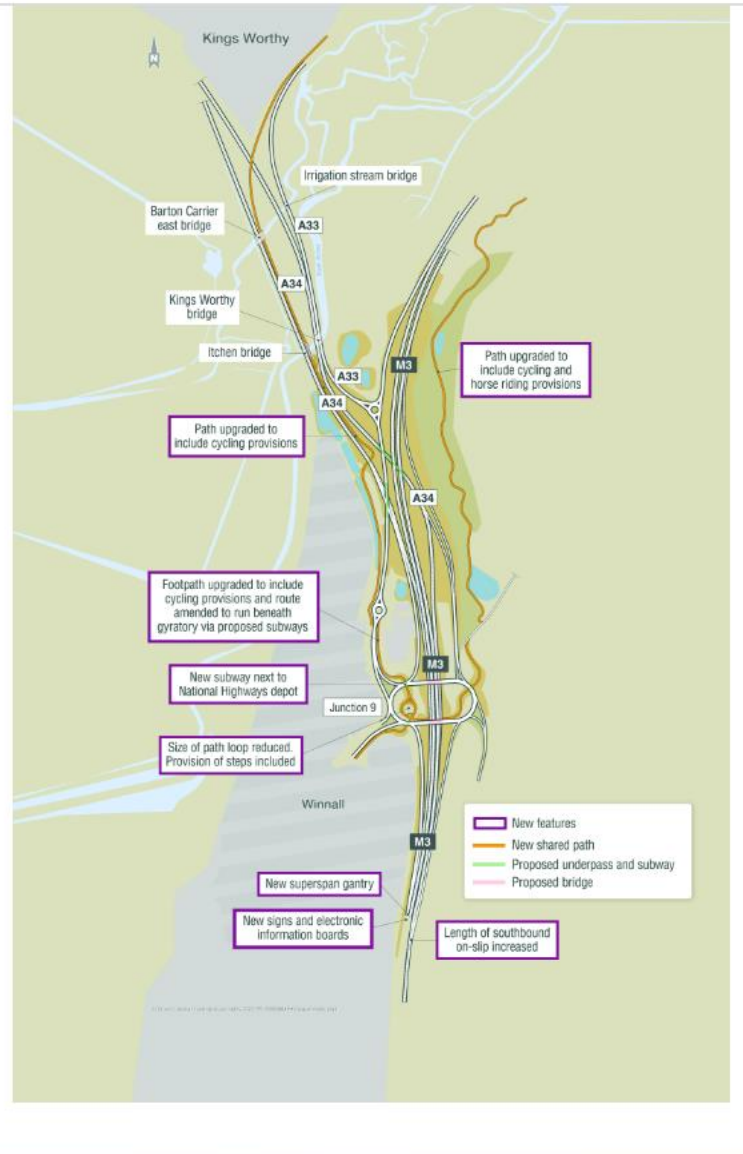 Kings Worthy
N
Irrigation stream bridge
Barton Carrier
east bridge
A33
A34
Kings Worthy
bridge
Itchen bridge
A33
M3
Path upgraded to
include cycling and
horse riding provisions
A34
Path upgraded to
include cycling provisions
A34
Footpath upgraded to include
cycling provisions and route
amended to run beneath
gyratory via proposed subways
M3
New subway next to
National Highways depot
Junction 9
Size of path loop reduced.
Provision of steps included
Winnall
New features
New shared path
Proposed underpass and subway
Proposed bridge
M3
New superspan gantry
New signs and electronic
information boards
Length of southbound
on-slip increased